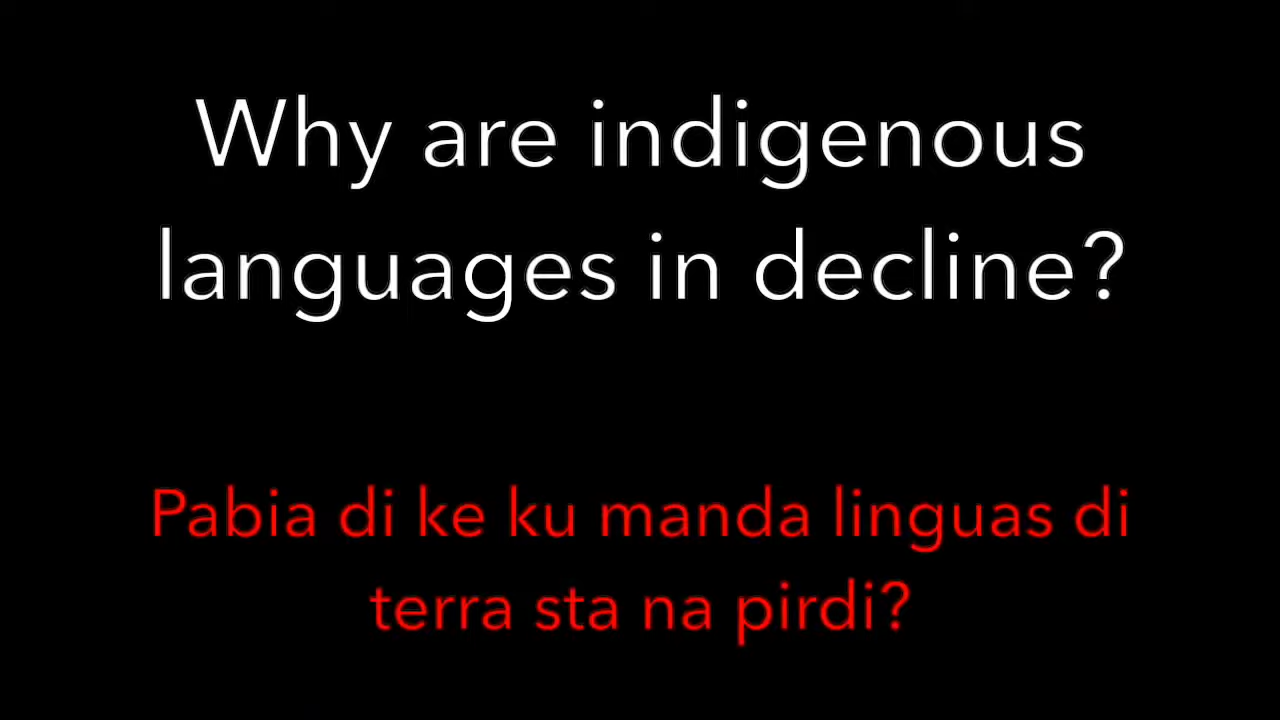 Why are indigenous
languages in decline?
Pabia di ke ku manda linguas di
terra sta na pirdi?